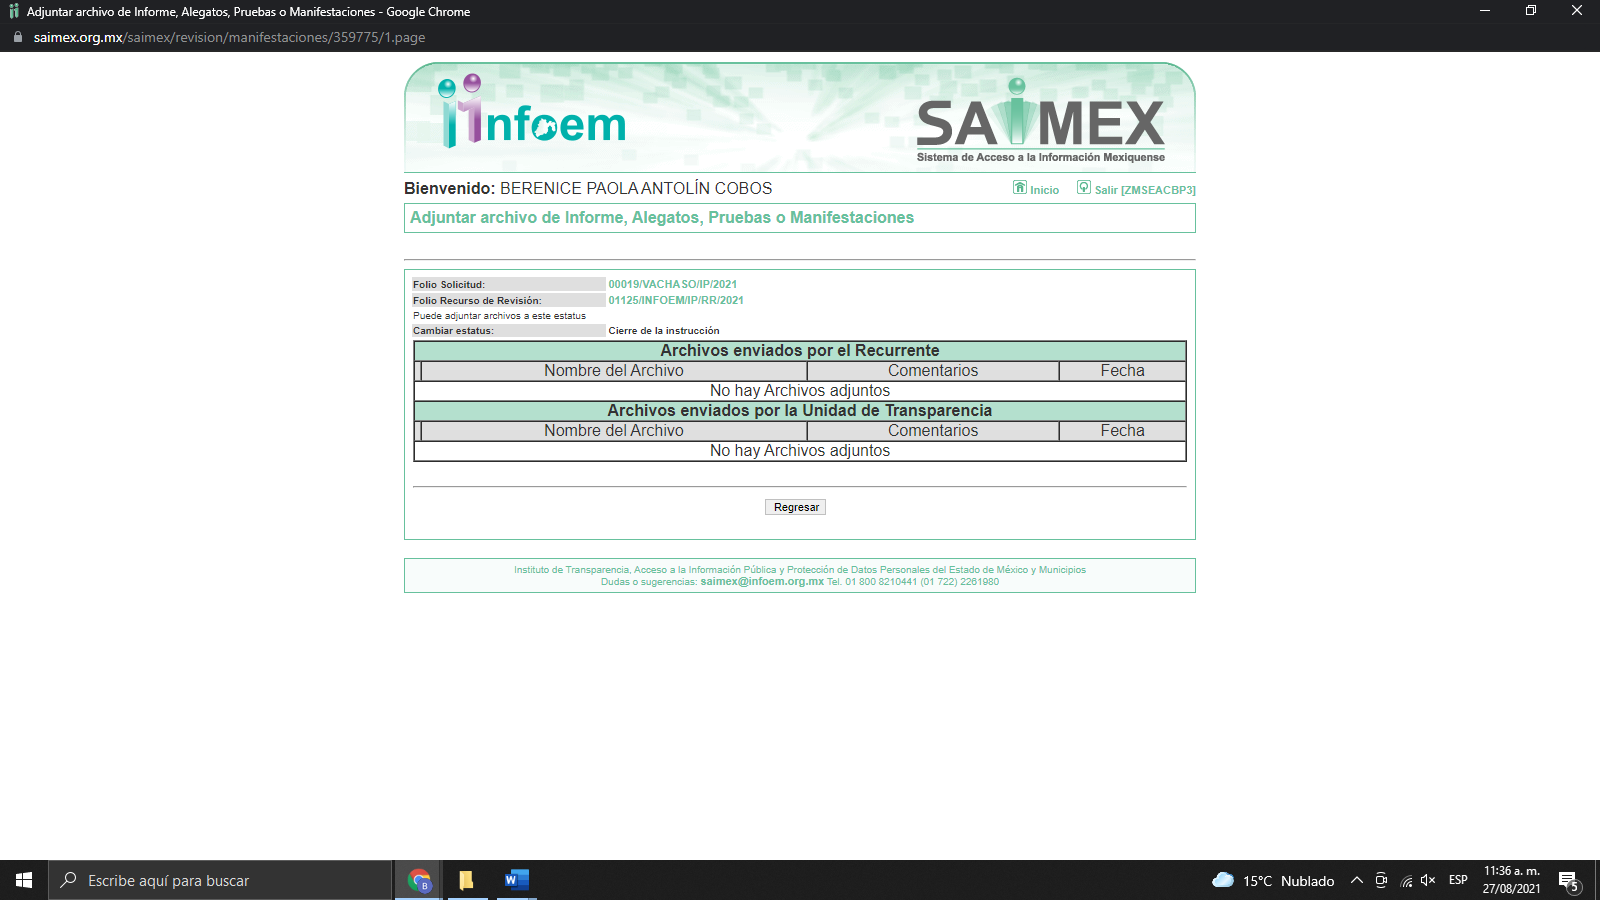 Adjuntar archivo de Informe, Alegatos, Pruebas o Manifestaciones - Google Chrome
saimex.org.mx/saimex/revision/manifestaciones/359775/1.page
infoem
SAIMEX
Sistema de Acceso a la Información Mexiquense
Bienvenido: BERENICE PAOLA ANTOLÍN COBOS
Inicio Salir [ZMSEACBP3]
Adjuntar archivo de Informe, Alegatos, Pruebas o Manifestaciones
Folio Solicitud: 00019/VACHASO/IP/2021
Folio Recurso de Revisión: 01125/INFOEM/IP/RR/2021
Puede adjuntar archivos a este estatus
Cambiar estatus: Cierre de la instrucción
Archivos enviados por el Recurrente
Nombre del Archivo Comentarios Fecha
No hay Archivos adjuntos
Archivos enviados por la Unidad de Transparencia
Nombre del Archivo Comentarios Fecha
No hay Archivos adjuntos
Regresar
Instituto de Transparencia, Acceso a la Información Pública y Protección de Datos Personales del Estado de México y Municipios
Dudas o sugerencias: saimex@infoem.org.mx Tel. 01 800 8210441 (01 722) 2261980
Escribe aquí para buscar
B
W
15°C Nublado
ESP
11:36 a. m.
27/08/2021
5